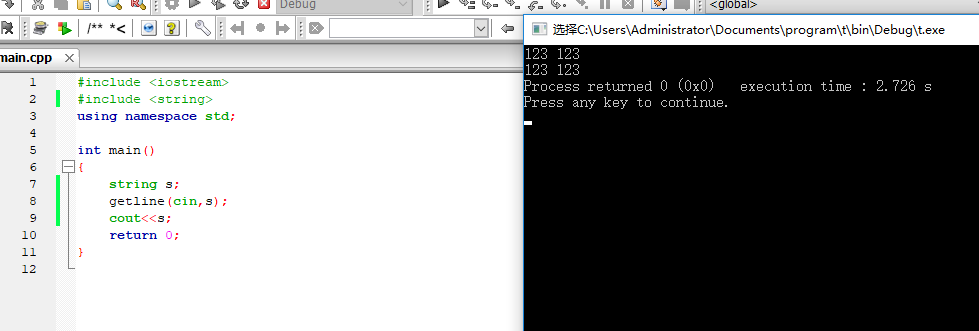 Debug
<global>
/** *<
main.cpp
1 #include <iostream>
2 #include <string>
3 using namespace std;
4
5 int main()
6 {
7 string s;
8 getline(cin,s);
9 cout<<s;
10 return 0;
11 }
12
选择C:\Users\Administrator\Documents\program\t\bin\Debug\t.exe
123 123
123 123
Process returned 0 (0x0)   execution time : 2.726 s
Press any key to continue.